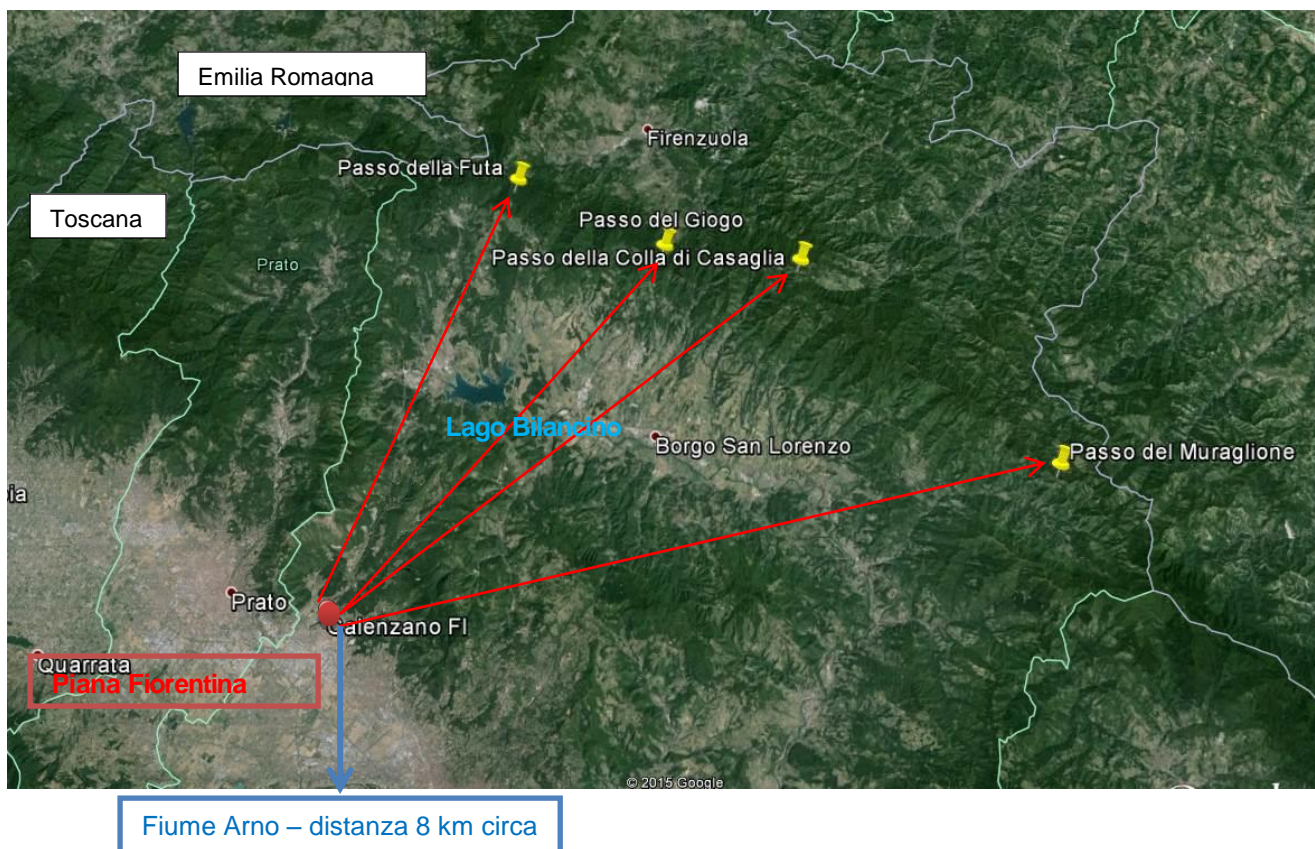 Emilia Romagna
Firenzuola
Passo della Futa
Toscana
Passo del Giogo
Prato
Passo della Colla di Casaglia
Lago Bilancino
Borgo San Lorenzo
Passo del Muraglione
ia
Prato
Calenzano FI
Quarrata
Piana Fiorentina
© 2015 Google
Fiume Arno – distanza 8 km circa